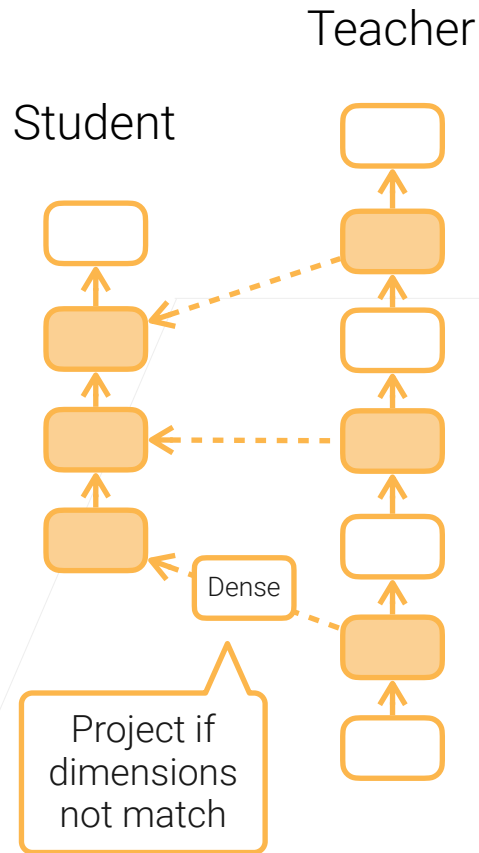 Teacher
Student
Dense
Project if
dimensions
not match